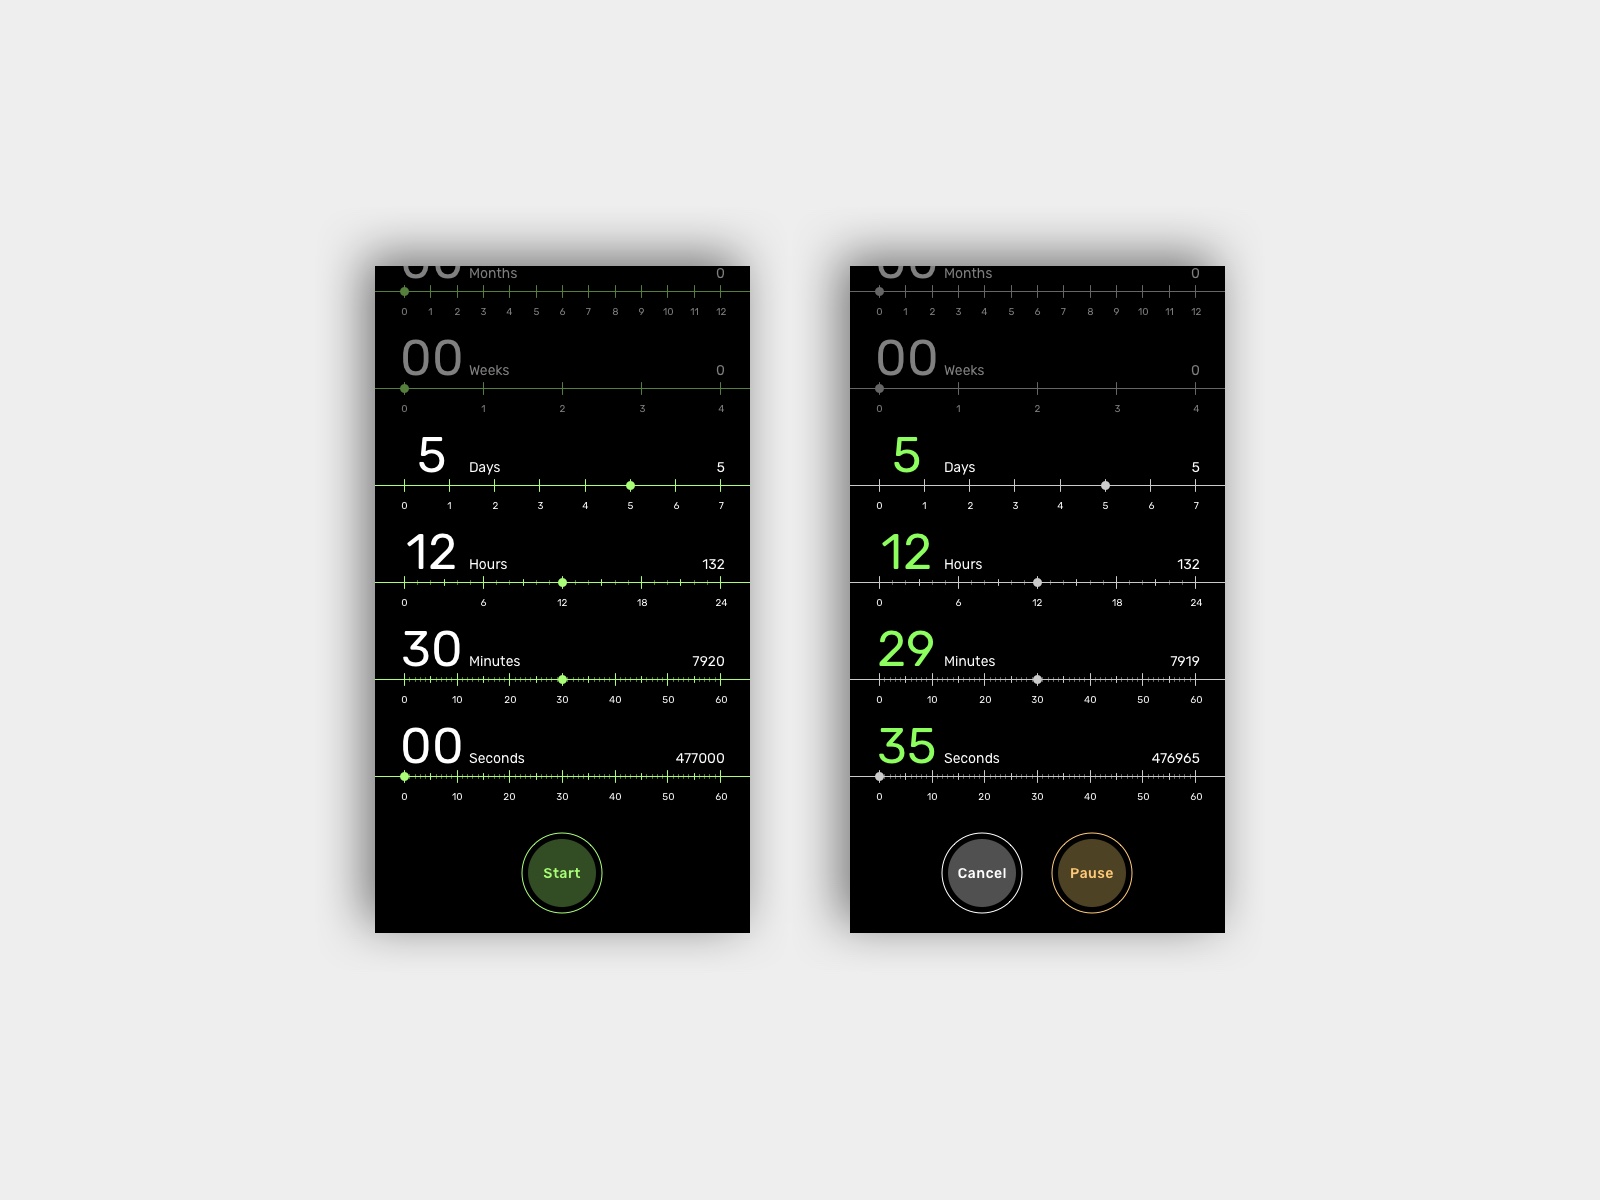 00 Months 0
0 1 2 3 4 5 6 7 8 9 10 11 12
00 Weeks 0
0 1 2 3 4
5 Days 5
0 1 2 3 4 5 6 7
12 Hours 132
0 6 12 18 24
30 Minutes 7920
0 10 20 30 40 50 60
00 Seconds 477000
0 10 20 30 40 50 60
Start
00 Months 0
0 1 2 3 4 5 6 7 8 9 10 11 12
00 Weeks 0
0 1 2 3 4
5 Days 5
0 1 2 3 4 5 6 7
12 Hours 132
0 6 12 18 24
29 Minutes 7919
0 10 20 30 40 50 60
35 Seconds 476965
0 10 20 30 40 50 60
Cancel Pause